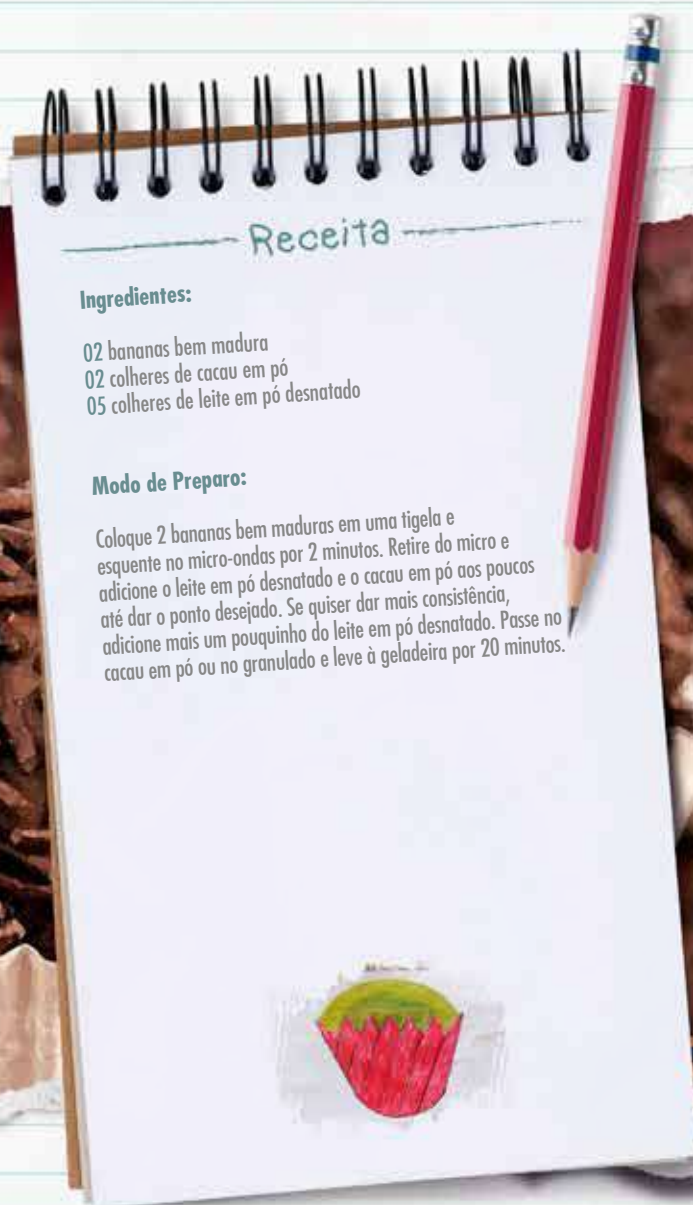 Receita
Ingredientes:
02 bananas bem madura
02 colheres de cacau em pó
05 colheres de leite em pó desnatado
Modo de Preparo:
Coloque 2 bananas bem maduras em uma tigela e
esquente no micro-ondas por 2 minutos. Retire do micro e
adicione o leite em pó desnatado e o cacau em pó aos poucos
até dar o ponto desejado. Se quiser dar mais consistência,
adicione mais um pouquinho do leite em pó desnatado. Passe no
cacau em pó ou no granulado e leve à geladeira por 20 minutos.